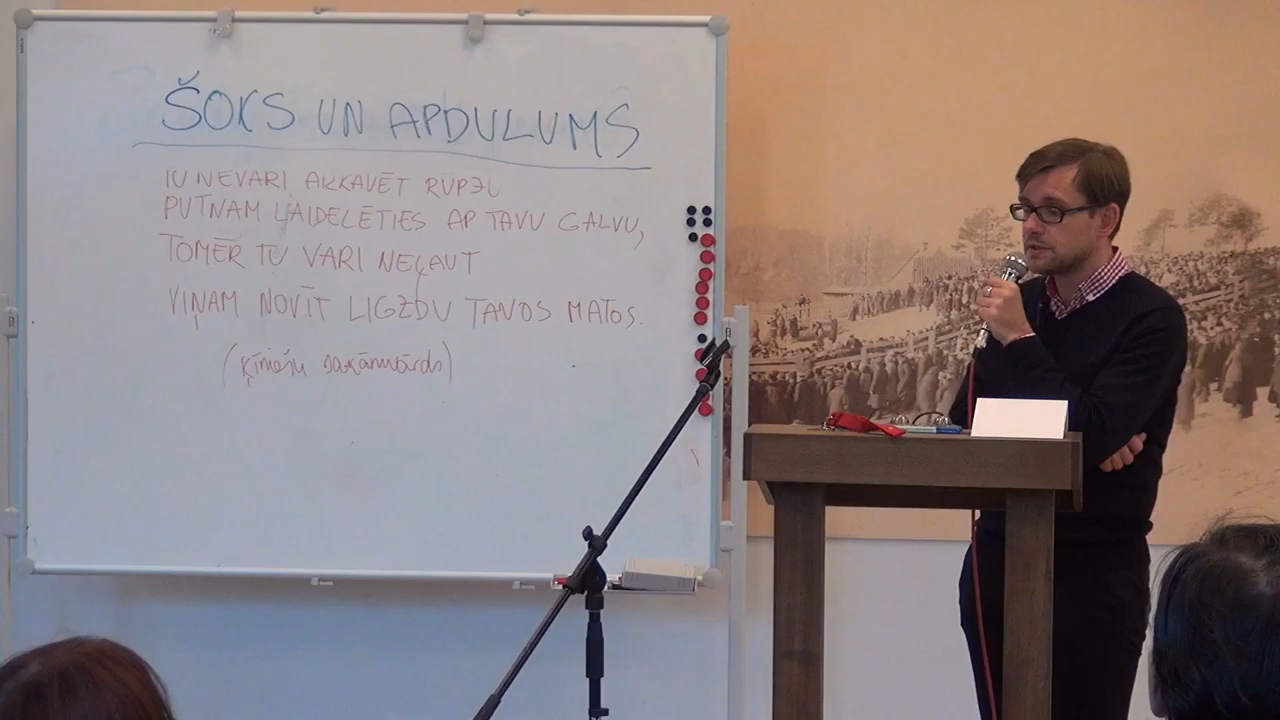 ŠOKS UN APDULUMS
TU NEVARI AIZKAVĒT RŪPJU
PUTNAM LAIDELĒTIES AP TAVU GALVU,
TOMĒR TU VARI NEĻAUT
VIŅAM NOVĪT LIGZDU TAVOS MATOS.
(Ķīniešu sakāmvārds)